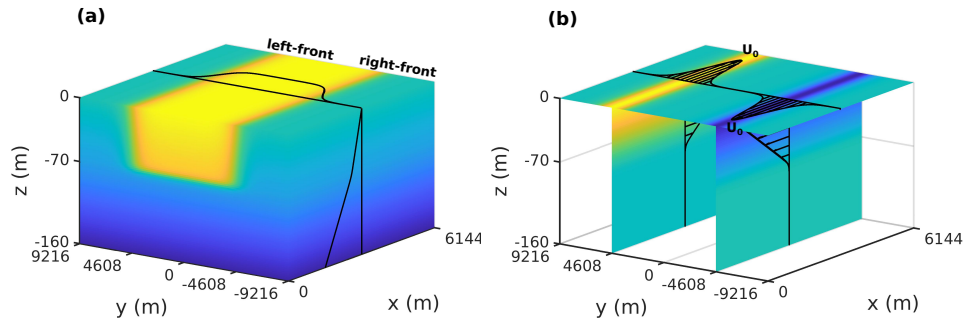 (a)
left-front
right-front
0
-70
-160
z (m)
9216
4608
0
-4608
-9216
y (m)
0
6144
x (m)
(b)
U₀
U₀
0
-70
-160
z (m)
9216
4608
0
-4608
-9216
y (m)
0
6144
x (m)